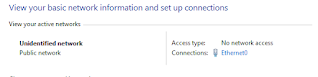 View your basic network information and set up connections
View your active networks
Unidentified network
Public network
Access type: No network access
Connections: Ethernet0